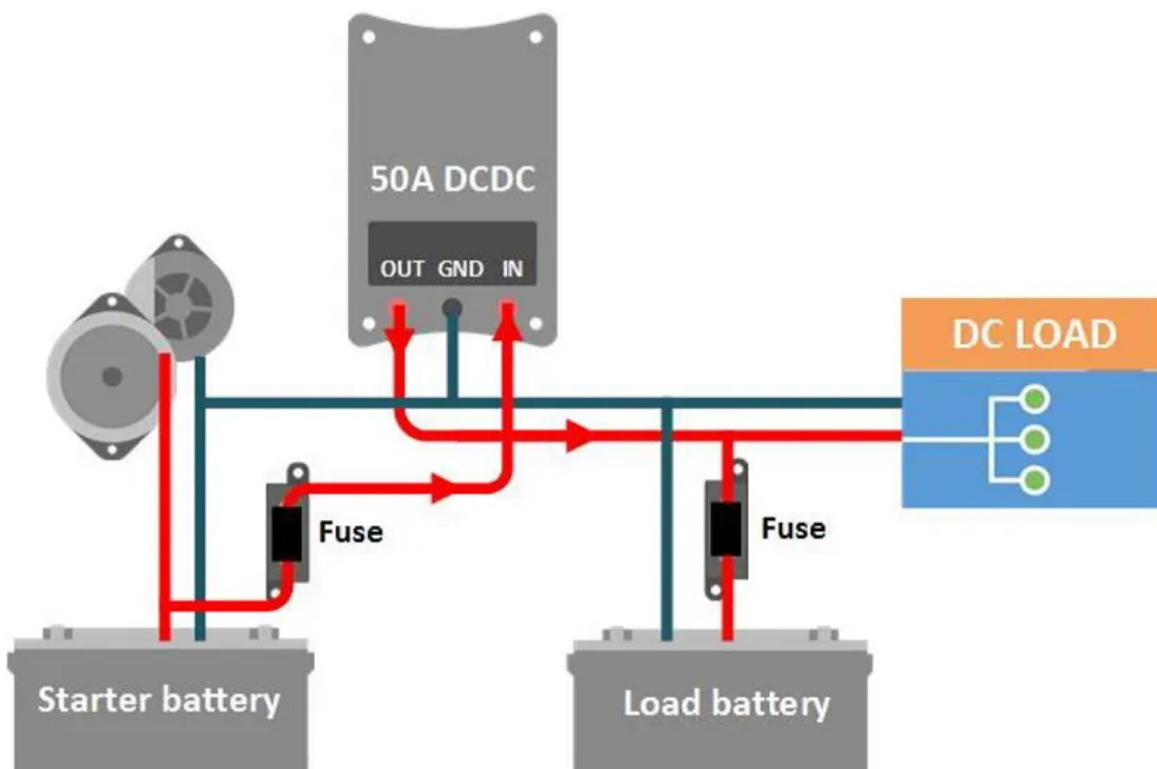 50A DCDC
OUT GND IN
DC LOAD
Fuse
Fuse
Starter battery
Load battery